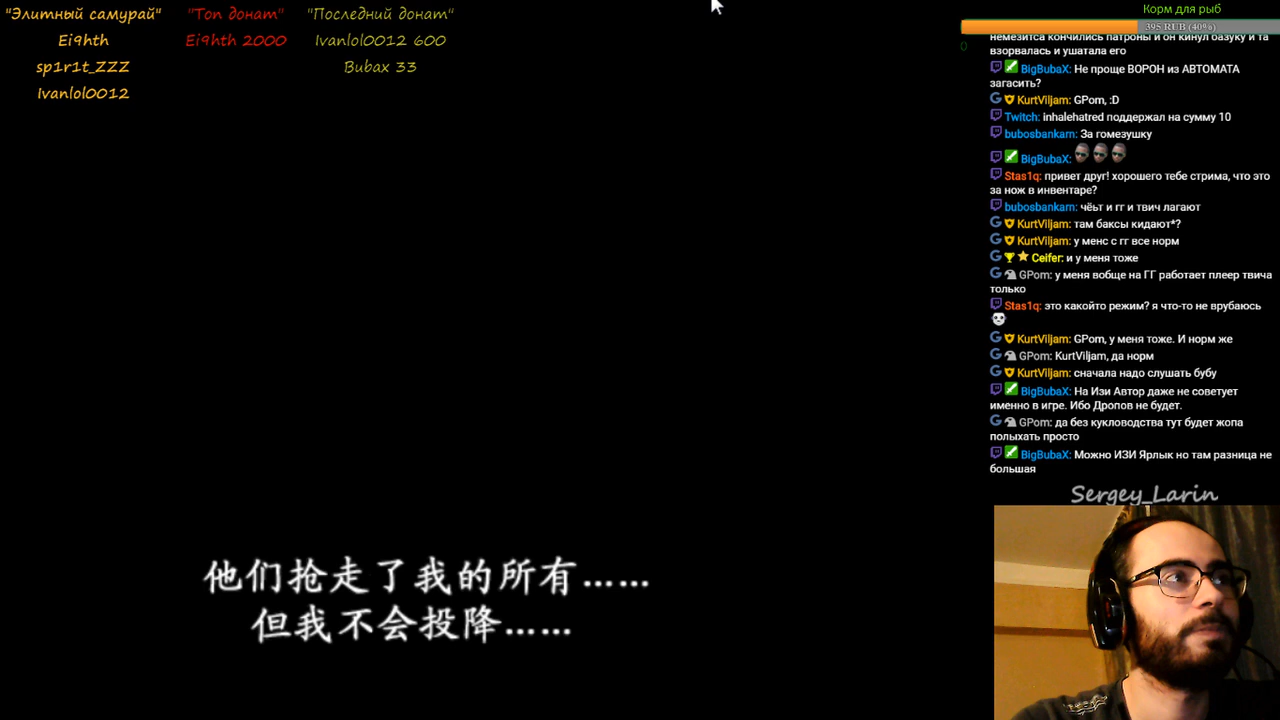 "Элитный самурай"
Ei9hth
sp1r1t_ZZZ
ivanlol0012
"Топ донат"
Ei9hth 2000
"Последний донат"
Ivanlol0012 600
Bubax 33
Корм для рыб
395 RUB (40%)
0
немезитса кончились патроны и он кинул базуку и та
взорвалась и ушатала его
BigBubaX: Не проще ВОРОН из АВТОМАТА
загасить?
KurtViljam: GPom, :D
Twitch: inhalehatred поддержал на сумму 10
bubosbankarn: За гомезушку
BigBubaX:
Stas1q: привет друг! хорошего тебе стрима, что это
за нож в инвентаре?
bubosbankarn: чёьт и гг и твич лагают
KurtViljam: там баксы кидают*?
KurtViljam: у менс с гг все норм
Ceifer: и у меня тоже
GPom: у меня вобще на ГГ работает плеер твича
только
Stas1q: это какойто режим? я что-то не врубаюсь
KurtViljam: GPom, у меня тоже. И норм же
GPom: KurtViljam, да норм
KurtViljam: сначала надо слушать бубу
BigBubaX: На Изи Автор даже не советует
именно в игре. Ибо Дропов не будет.
GPom: да без кукловодства тут будет жопа
полыхать просто
BigBubaX: Можно ИЗИ Ярлык но там разница не
большая
Sergey_Larin
他们抢走了我的所有……
但我不会投降……